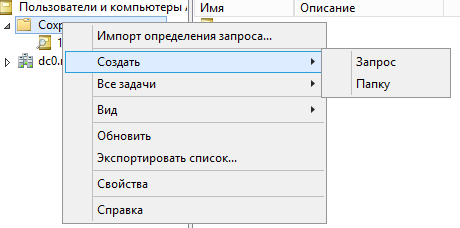 Пользователи и компьютеры
Имя
Описание
Сохр
1
dc0.
Импорт определения запроса...
Создать
Запрос
Все задачи
Папку
Вид
Обновить
Экспортировать список...
Свойства
Справка